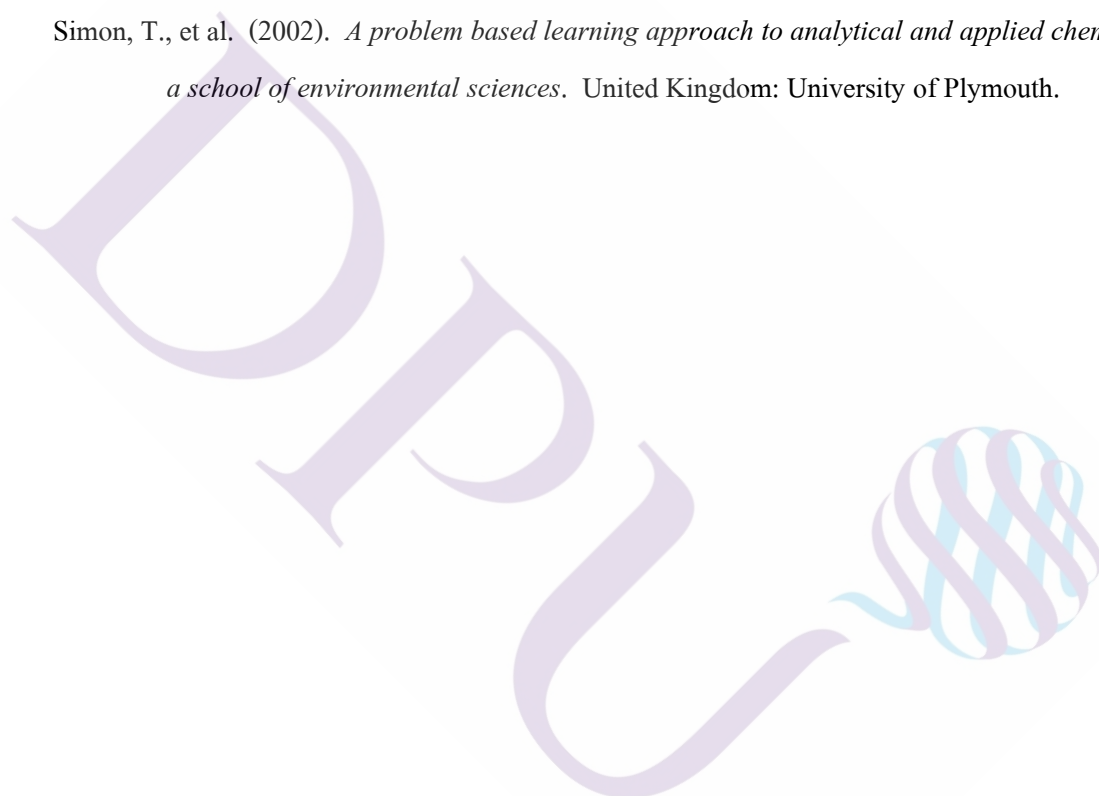 Simon, T., et al. (2002). A problem based learning approach to analytical and applied
a school of environmental sciences. United Kingdom: University of Plymouth.
DPU